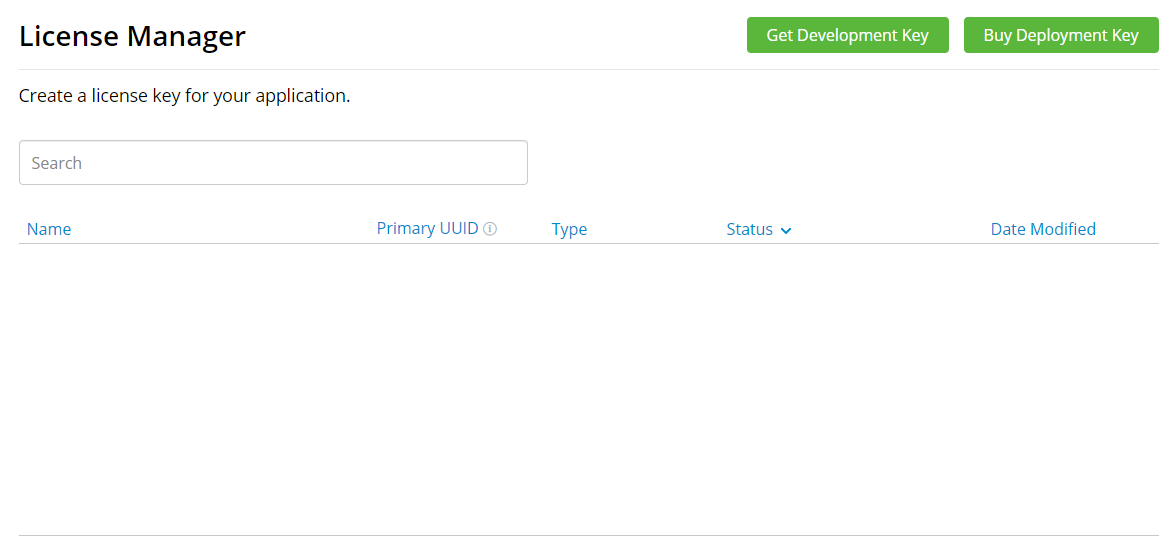 License Manager
Get Development Key
Buy Deployment Key
Create a license key for your application.
Search
Name
Primary UUID
Type
Status
Date Modified